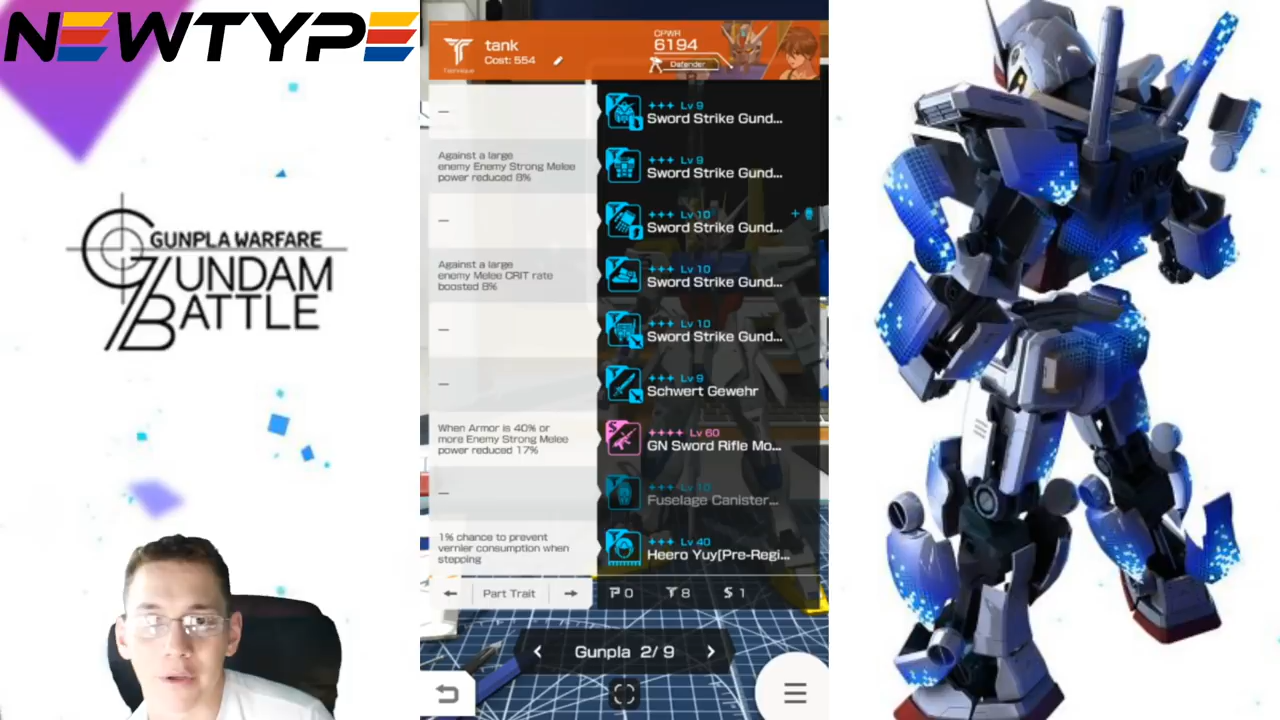 NEWTYPE
GUNPLA WARFARE
GUNDAM
BATTLE
Technique
tank
Cost: 554
CPWR
6194
Defender
—
+++ Lv 9
Sword Strike Gund...
Against a large
enemy Enemy Strong Melee
power reduced 8%
+++ Lv 9
Sword Strike Gund...
—
+++ Lv 10
Sword Strike Gund...
+
Against a large
enemy Melee CRIT rate
boosted 8%
+++ Lv 10
Sword Strike Gund...
—
+++ Lv 10
Sword Strike Gund...
—
+++ Lv 9
Schwert Gewehr
When Armor is 40% or
more Enemy Strong Melee
power reduced 17%
++++ Lv 60
GN Sword Rifle Mo...
—
+++ Lv 10
Fuselage Canister...
1% chance to prevent
vernier consumption when
stepping
+++ Lv 40
Heero Yuy[Pre-Regi...
← Part Trait →
P 0 T 8 S 1
‹ Gunpla 2/ 9 ›